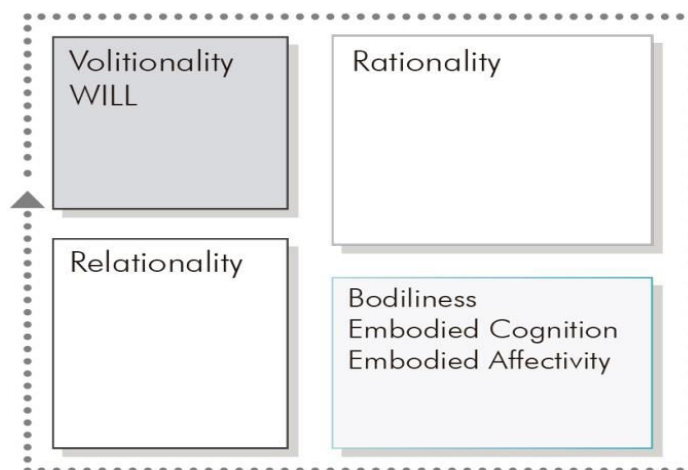 Volitionality
WILL
Rationality
Relationality
Bodiliness
Embodied Cognition
Embodied Affectivity